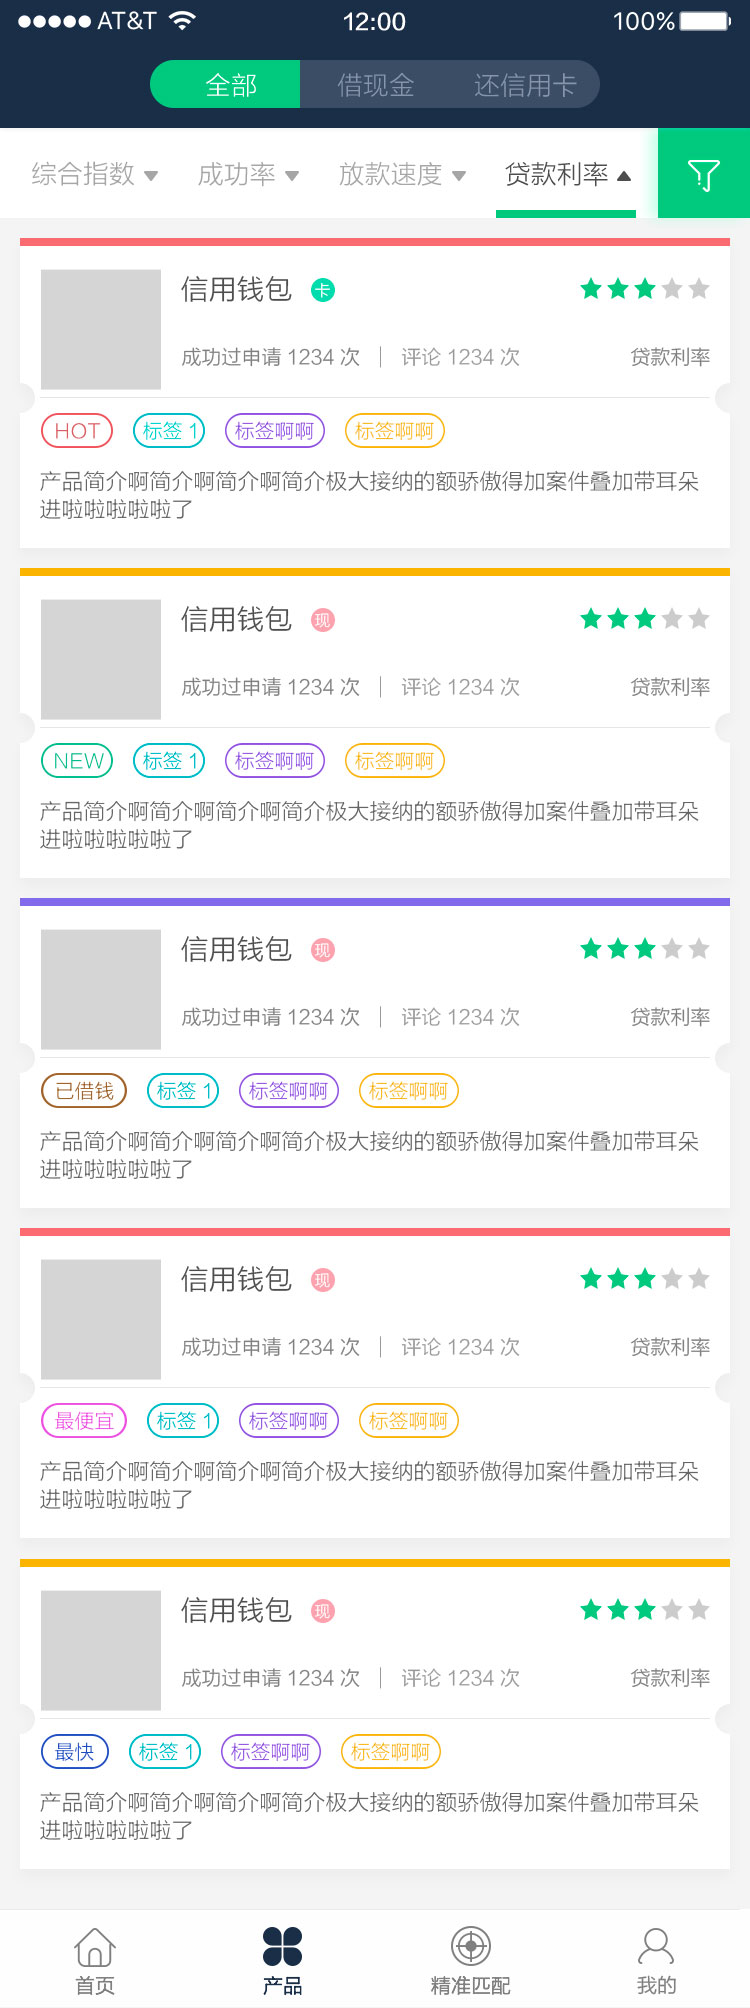 AT&T 12:00 100%
全部 借现金 还信用卡
综合指数 成功率 放款速度 贷款利率
信用钱包 卡
成功过申请 1234 次 评论 1234 次 贷款利率
HOT 标签 1 标签啊啊 标签啊啊
产品简介啊简介啊简介啊简介极大接纳的额骄傲得加案件叠加带耳朵
进啦啦啦啦啦了
信用钱包 现
成功过申请 1234 次 评论 1234 次 贷款利率
NEW 标签 1 标签啊啊 标签啊啊
产品简介啊简介啊简介啊简介极大接纳的额骄傲得加案件叠加带耳朵
进啦啦啦啦啦了
信用钱包 现
成功过申请 1234 次 评论 1234 次 贷款利率
已借钱 标签 1 标签啊啊 标签啊啊
产品简介啊简介啊简介啊简介极大接纳的额骄傲得加案件叠加带耳朵
进啦啦啦啦啦了
信用钱包 现
成功过申请 1234 次 评论 1234 次 贷款利率
最便宜 标签 1 标签啊啊 标签啊啊
产品简介啊简介啊简介啊简介极大接纳的额骄傲得加案件叠加带耳朵
进啦啦啦啦啦了
信用钱包 现
成功过申请 1234 次 评论 1234 次 贷款利率
最快 标签 1 标签啊啊 标签啊啊
产品简介啊简介啊简介啊简介极大接纳的额骄傲得加案件叠加带耳朵
进啦啦啦啦啦了
首页 产品 精准匹配 我的